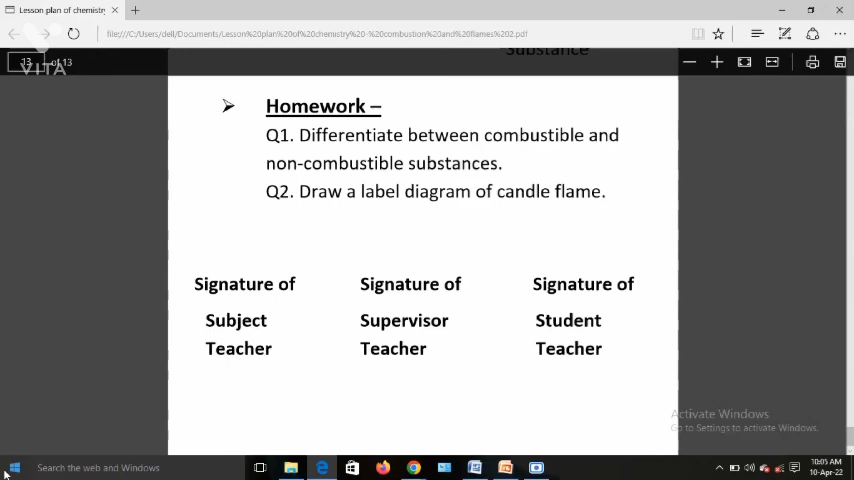 Lesson plan of chemistry
file:///C:/Users/dell/Documents/Lesson%20plan%20of%20chemistry%20-%20combustion%20and%20flames%202.pdf
13 of 13
VITA
Substance
Homework –
Q1. Differentiate between combustible and
non-combustible substances.
Q2. Draw a label diagram of candle flame.
Signature of Signature of Signature of
Subject Supervisor Student
Teacher Teacher Teacher
Activate Windows
Go to Settings to activate Windows.
Search the web and Windows
10:05 AM
10-Apr-22